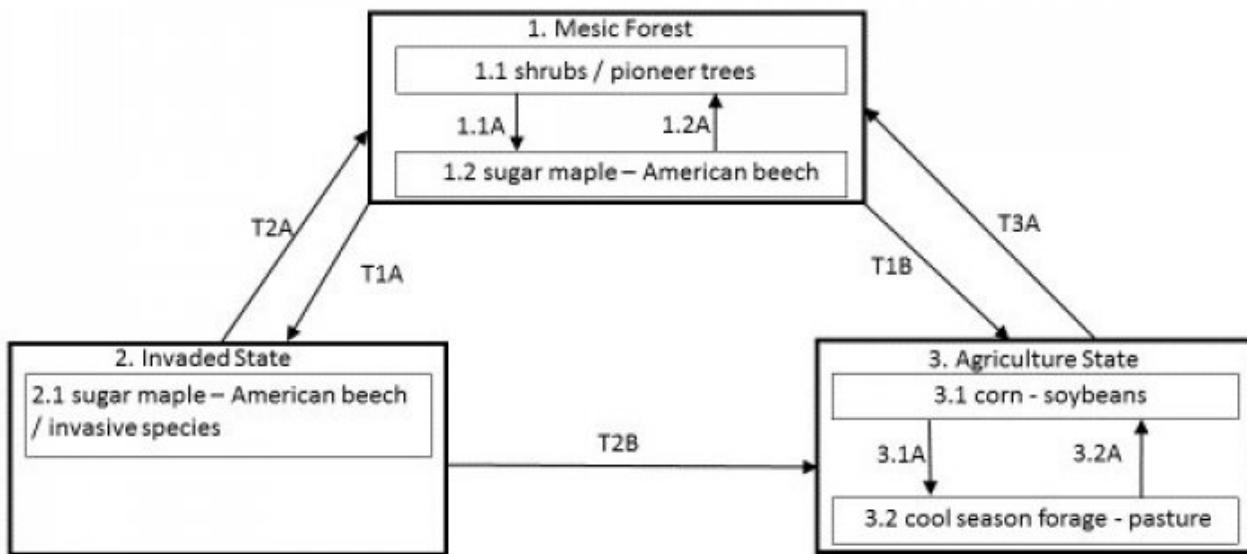 1. Mesic Forest
1.1 shrubs / pioneer trees
1.1A
1.2A
1.2 sugar maple – American beech
T2A
T1A
T3A
T1B
2. Invaded State
2.1 sugar maple – American beech
/ invasive species
T2B
3. Agriculture State
3.1 corn - soybeans
3.1A
3.2A
3.2 cool season forage - pasture